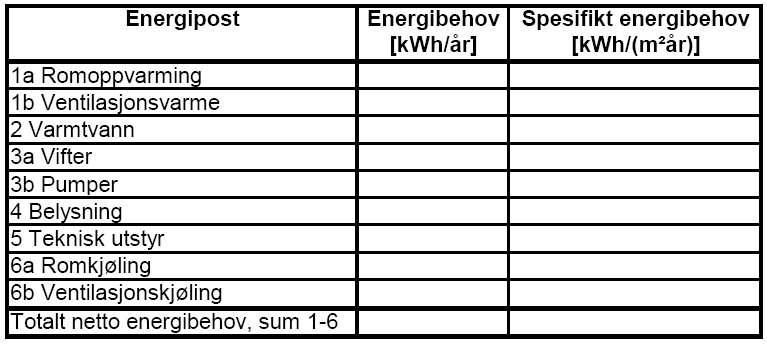 Energipost Energibehov Spesifikt energibehov
[kWh/år] [kWh/(m²år)]
1a Romoppvarming
1b Ventilasjonsvarme
2 Varmtvann
3a Vifter
3b Pumper
4 Belysning
5 Teknisk utstyr
6a Romkjøling
6b Ventilasjonskjøling
Totalt netto energibehov, sum 1-6